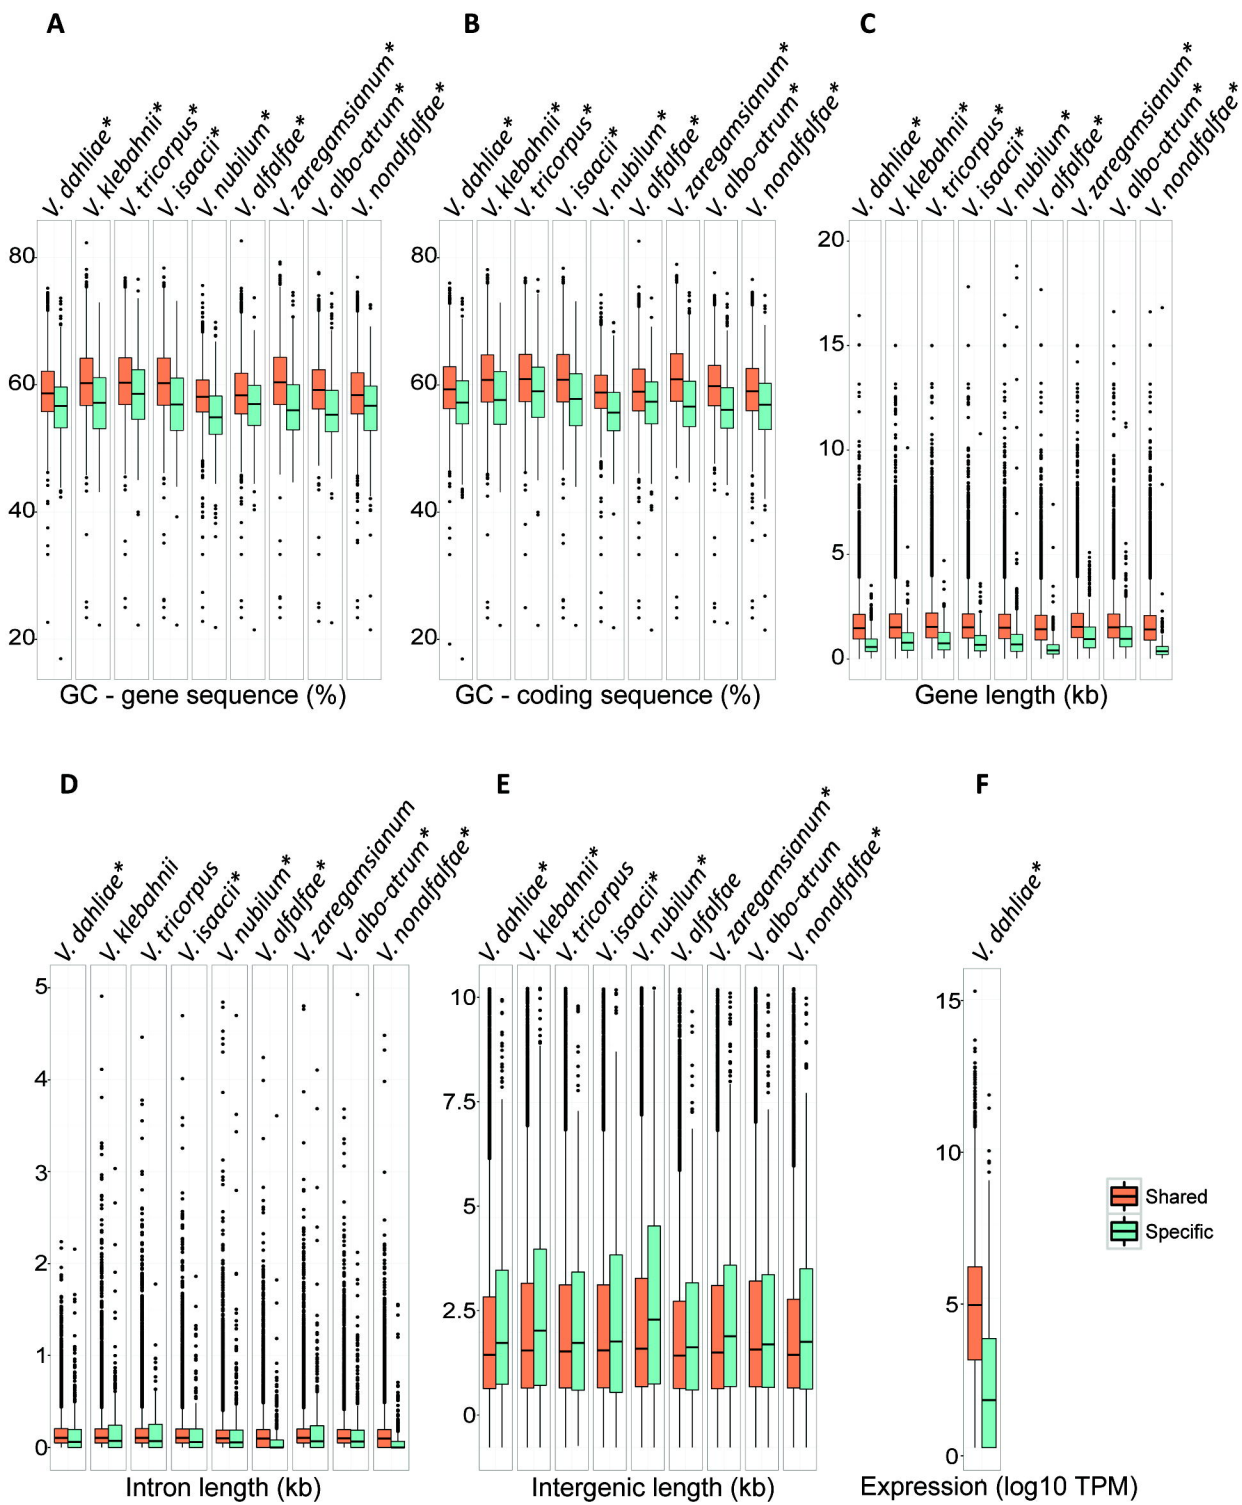 A
B
C
V. dahliae*
V. klebahnii*
V. tricorpus*
V. isaacii*
V. nubilum*
V. alfalfae*
V. zaregamsianum*
V. albo-atrum*
V. nonalfalfae*
V. dahliae*
V. klebahnii*
V. tricorpus*
V. isaacii*
V. nubilum*
V. alfalfae*
V. zaregamsianum*
V. albo-atrum*
V. nonalfalfae*
V. dahliae*
V. klebahnii*
V. tricorpus*
V. isaacii*
V. nubilum*
V. alfalfae*
V. zaregamsianum*
V. albo-atrum*
V. nonalfalfae*
80
60
40
20
80
60
40
20
20
15
10
5
0
GC - gene sequence (%)
GC - coding sequence (%)
Gene length (kb)
D
E
F
V. dahliae*
V. klebahnii
V. tricorpus
V. isaacii*
V. nubilum*
V. alfalfae*
V. zaregamsianum
V. albo-atrum*
V. nonalfalfae*
V. dahliae*
V. klebahnii*
V. tricorpus
V. isaacii*
V. nubilum*
V. alfalfae
V. zaregamsianum*
V. albo-atrum
V. nonalfalfae*
V. dahliae*
5
4
3
2
1
0
10
7.5
5
2.5
0
15
10
5
0
Shared
Specific
Intron length (kb)
Intergenic length (kb)
Expression (log10 TPM)